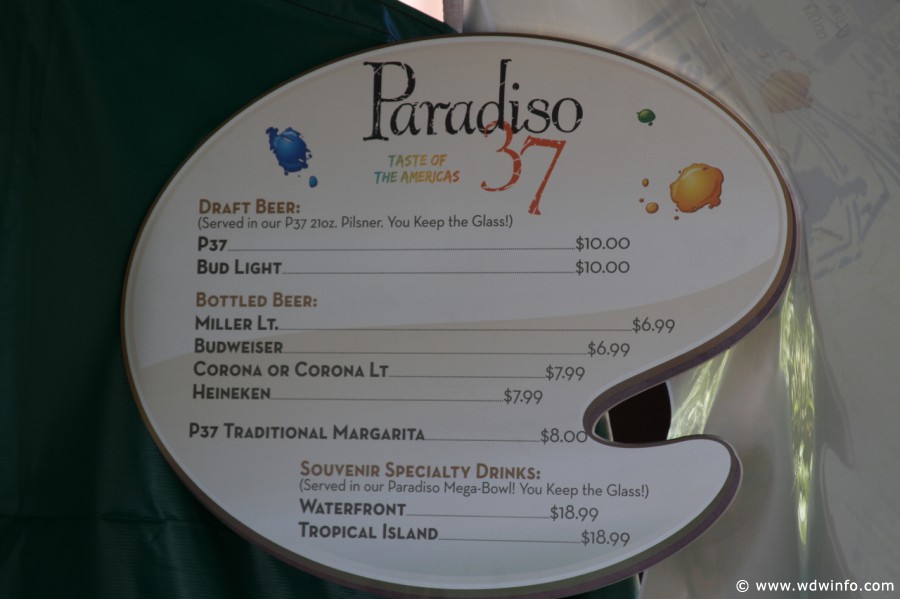 Paradiso
37
TASTE OF
THE AMERICAS
DRAFT BEER:
(Served in our P37 21oz. Pilsner. You Keep the Glass!)
P37 $10.00
BUD LIGHT $10.00
BOTTLED BEER:
MILLER LT. $6.99
BUDWEISER $6.99
CORONA OR CORONA LT $7.99
HEINEKEN $7.99
P37 TRADITIONAL MARGARITA $8.00
SOUVENIR SPECIALTY DRINKS:
(Served in our Paradiso Mega-Bowl! You Keep the Glass!)
WATERFRONT $18.99
TROPICAL ISLAND $18.99
© www.wdwinfo.com